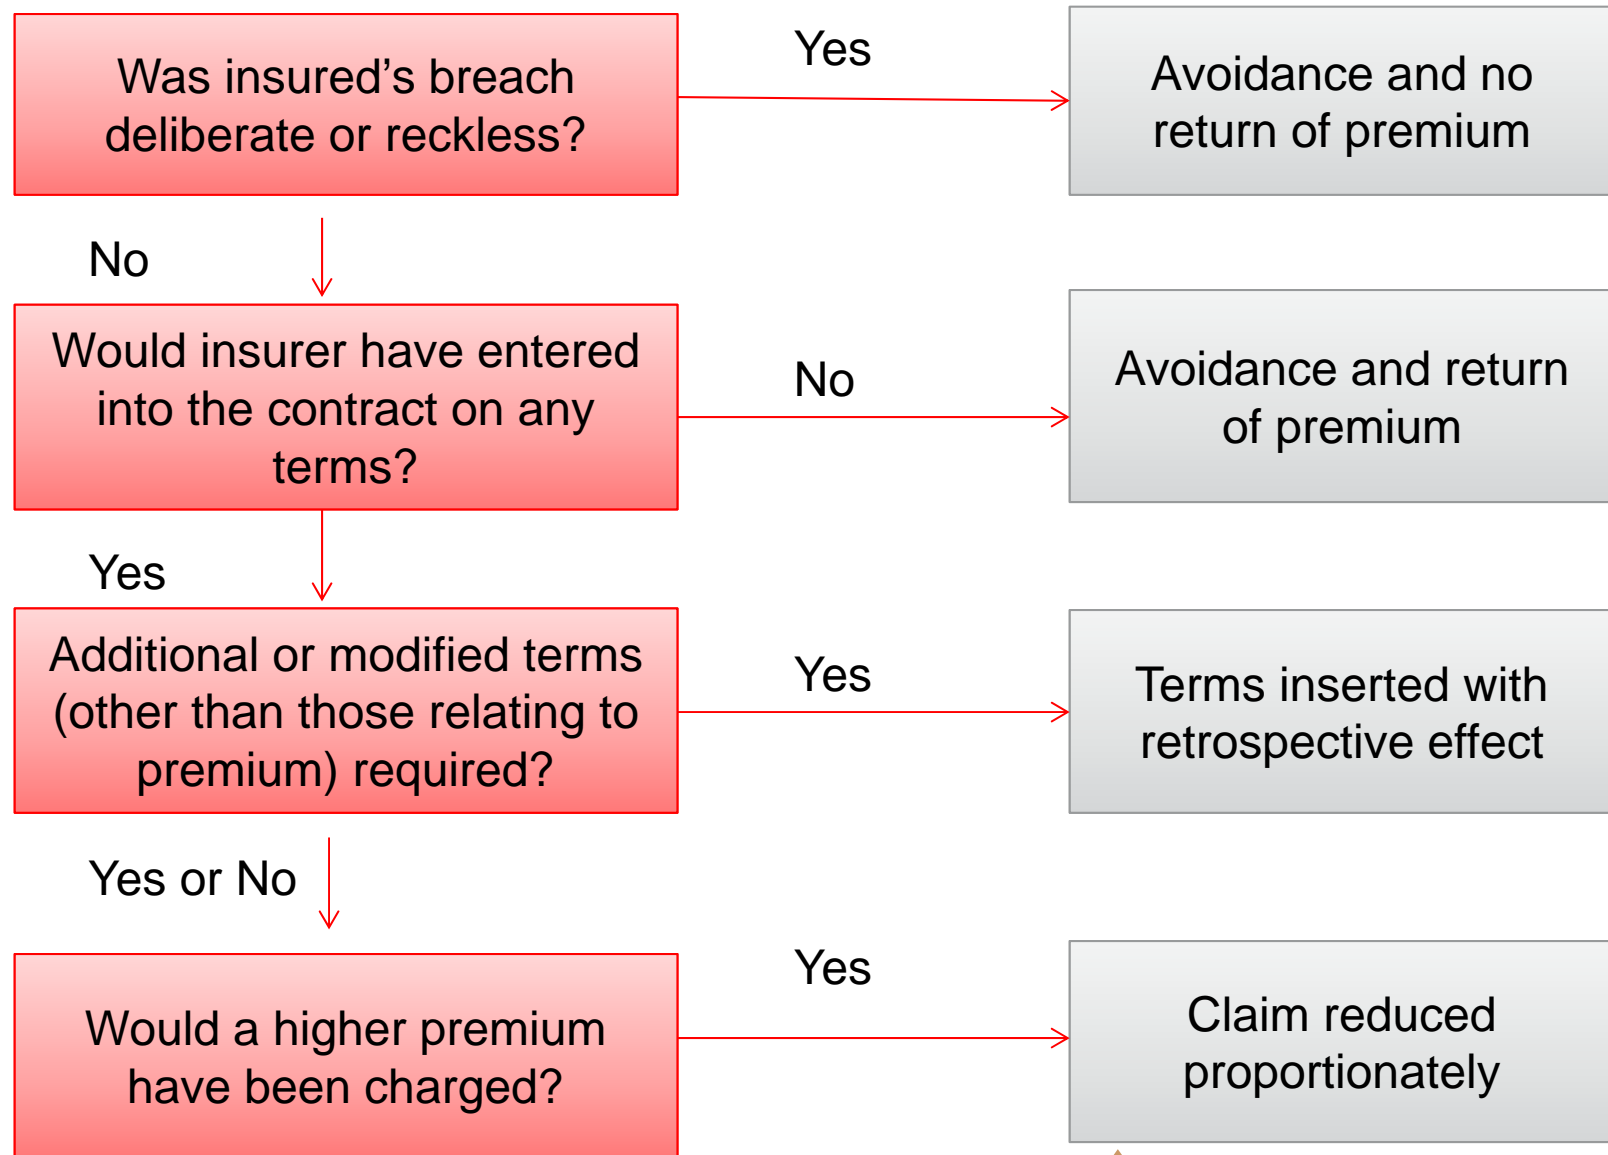 Was insured’s breach
deliberate or reckless?
Yes
Avoidance and no
return of premium
No
Would insurer have entered
into the contract on any
terms?
No
Avoidance and return
of premium
Yes
Additional or modified terms
(other than those relating to
premium) required?
Yes
Terms inserted with
retrospective effect
Yes or No
Would a higher premium
have been charged?
Yes
Claim reduced
proportionately